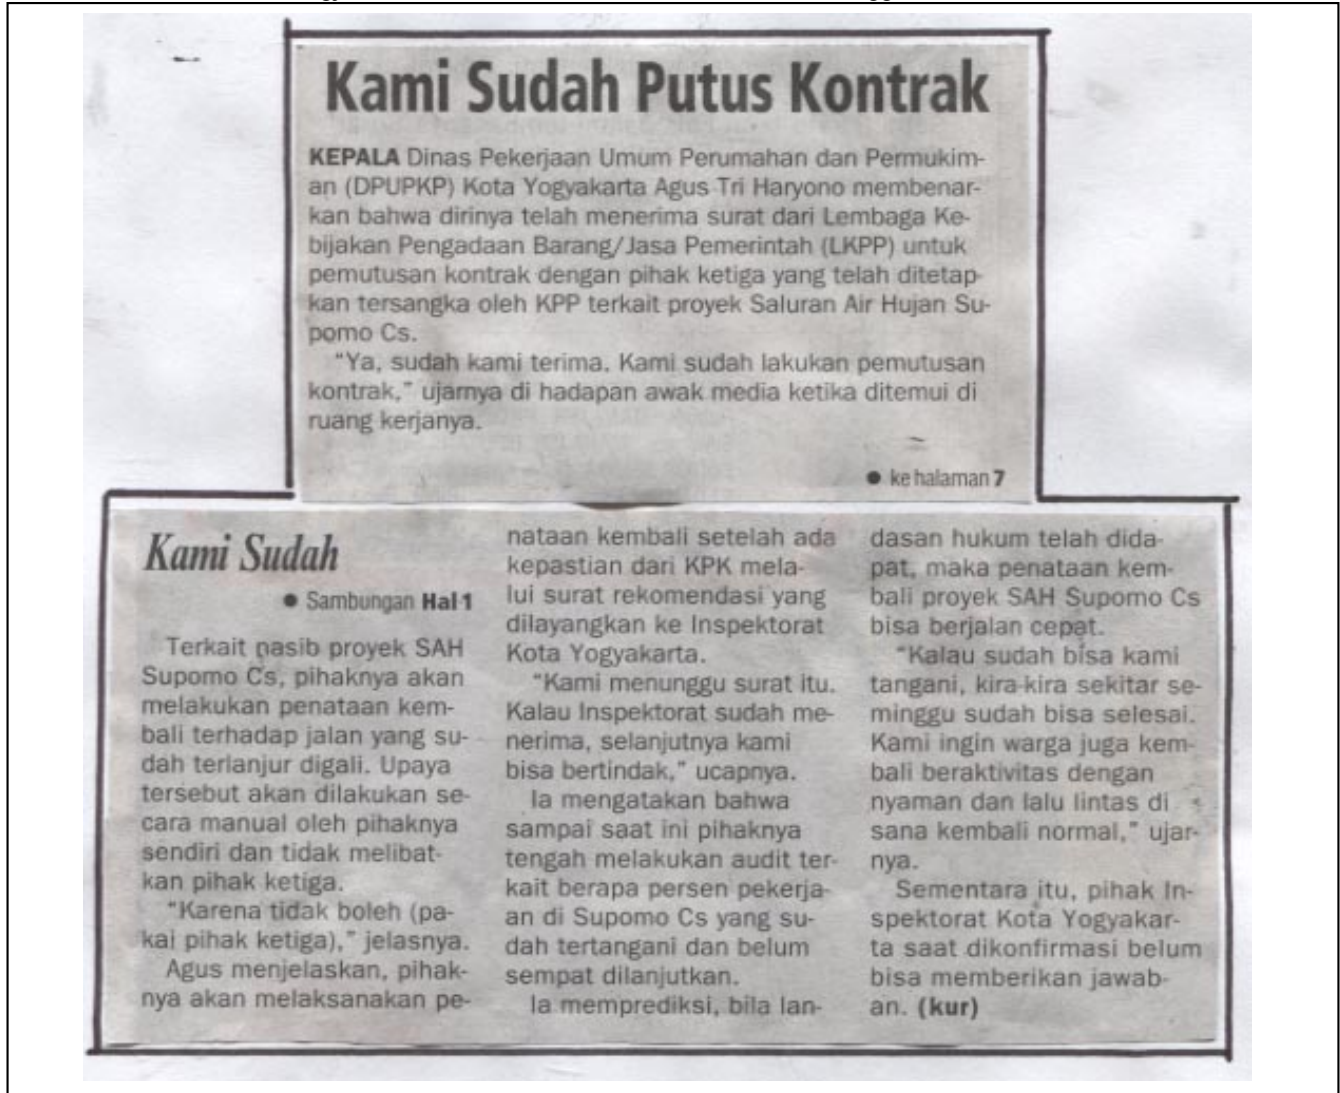 Kami Sudah Putus Kontrak
KEPALA Dinas Pekerjaan Umum Perumahan dan Permukim-
an (DPUPKP) Kota Yogyakarta Agus Tri Haryono membenar-
kan bahwa dirinya telah menerima surat dari Lembaga Ke-
bijakan Pengadaan Barang/Jasa Pemerintah (LKPP) untuk
pemutusan kontrak dengan pihak ketiga yang telah ditetap-
kan tersangka oleh KPP terkait proyek Saluran Air Hujan Su-
pomo Cs.
"Ya, sudah kami terima. Kami sudah lakukan pemutusan
kontrak," ujarnya di hadapan awak media ketika ditemui di
ruang kerjanya.
● ke halaman 7
Kami Sudah
● Sambungan Hal 1
Terkait nasib proyek SAH
Supomo Cs, pihaknya akan
melakukan penataan kem-
bali terhadap jalan yang su-
dah terlanjur digali. Upaya
tersebut akan dilakukan se-
cara manual oleh pihaknya
sendiri dan tidak melibat-
kan pihak ketiga.
"Karena tidak boleh (pa-
kai pihak ketiga)," jelasnya.
Agus menjelaskan, pihak-
nya akan melaksanakan pe-
nataan kembali setelah ada
kepastian dari KPK mela-
lui surat rekomendasi yang
dilayangkan ke Inspektorat
Kota Yogyakarta.
"Kami menunggu surat itu.
Kalau Inspektorat sudah me-
nerima, selanjutnya kami
bisa bertindak," ucapnya.
Ia mengatakan bahwa
sampai saat ini pihaknya
tengah melakukan audit ter-
kait berapa persen pekerja-
an di Supomo Cs yang su-
dah tertangani dan belum
sempat dilanjutkan.
Ia memprediksi, bila lan-
dasan hukum telah dida-
pat, maka penataan kem-
bali proyek SAH Supomo Cs
bisa berjalan cepat.
"Kalau sudah bisa kami
tangani, kira-kira sekitar se-
minggu sudah bisa selesai.
Kami ingin warga juga kem-
bali beraktivitas dengan
nyaman dan lalu lintas di
sana kembali normal," ujar-
nya.
Sementara itu, pihak In-
spektorat Kota Yogyakar-
ta saat dikonfirmasi belum
bisa memberikan jawab-
an. (kur)